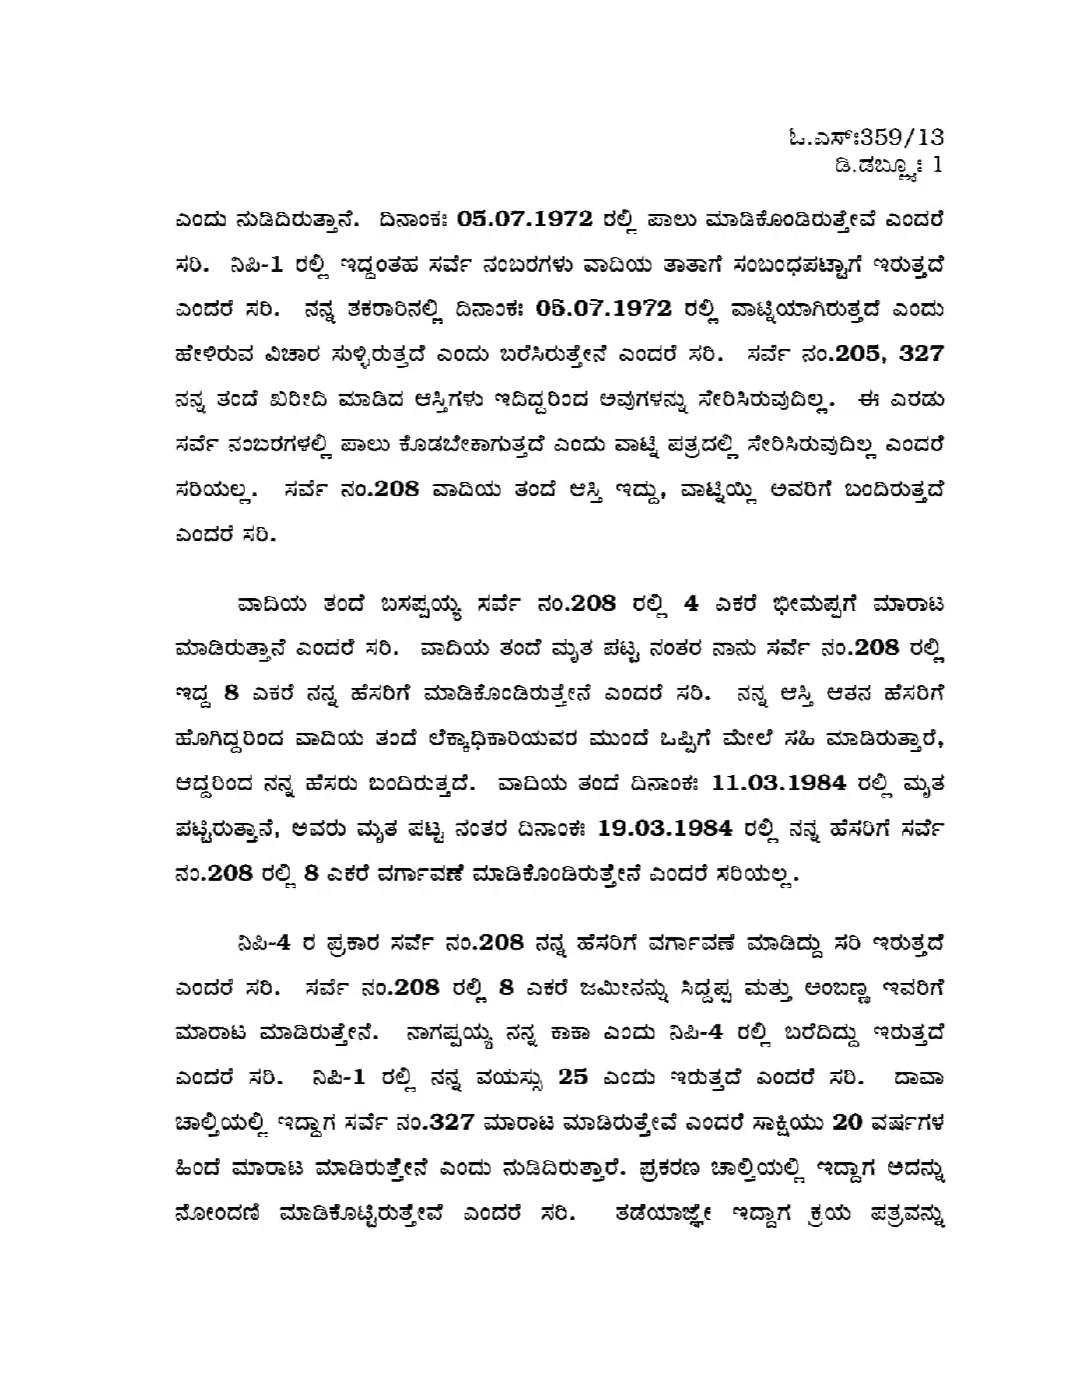 ಓ.ಎಸ್ಃ359/13
ಡಿ.ಡಬ್ಲ್ಯೂಃ 1
ಎಂದು ನುಡಿದಿರುತ್ತಾನೆ. ದಿನಾಂಕಃ 05.07.1972 ರಲ್ಲಿ ಪಾಲು ಮಾಡಿಕೊಂಡಿರುತ್ತೇವೆ ಎಂದರೆ
ಸರಿ. ನಿಪಿ-1 ರಲ್ಲಿ ಇದ್ದಂತಹ ಸರ್ವೆ ನಂಬರಗಳು ವಾದಿಯ ತಾತಾಗೆ ಸಂಬಂಧಪಟ್ಟಾಗೆ ಇರುತ್ತದೆ
ಎಂದರೆ ಸರಿ. ನನ್ನ ತಕರಾರಿನಲ್ಲಿ ದಿನಾಂಕಃ 05.07.1972 ರಲ್ಲಿ ವಾಟ್ನಿಯಾಗಿರುತ್ತದೆ ಎಂದು
ಹೇಳಿರುವ ವಿಚಾರ ಸುಳ್ಳಿರುತ್ತದೆ ಎಂದು ಬರೆಸಿರುತ್ತೇನೆ ಎಂದರೆ ಸರಿ. ಸರ್ವೆ ನಂ.205, 327
ನನ್ನ ತಂದೆ ಖರೀದಿ ಮಾಡಿದ ಆಸ್ತಿಗಳು ಇದಿದ್ದರಿಂದ ಅವುಗಳನ್ನು ಸೇರಿಸಿರುವುದಿಲ್ಲ. ಈ ಎರಡು
ಸರ್ವೆ ನಂಬರಗಳಲ್ಲಿ ಪಾಲು ಕೊಡಬೇಕಾಗುತ್ತದೆ ಎಂದು ವಾಟ್ನಿ ಪತ್ರದಲ್ಲಿ ಸೇರಿಸಿರುವುದಿಲ್ಲ ಎಂದರೆ
ಸರಿಯಲ್ಲ. ಸರ್ವೆ ನಂ.208 ವಾದಿಯ ತಂದೆ ಆಸ್ತಿ ಇದ್ದು, ವಾಟ್ನಿಯ್ಲಿ ಅವರಿಗೆ ಬಂದಿರುತ್ತದೆ
ಎಂದರೆ ಸರಿ.
ವಾದಿಯ ತಂದೆ ಬಸಪ್ಪಯ್ಯ ಸರ್ವೆ ನಂ.208 ರಲ್ಲಿ 4 ಎಕರೆ ಭೀಮಪ್ಪಗೆ ಮಾರಾಟ
ಮಾಡಿರುತ್ತಾನೆ ಎಂದರೆ ಸರಿ. ವಾದಿಯ ತಂದೆ ಮೃತ ಪಟ್ಟ ನಂತರ ನಾನು ಸರ್ವೆ ನಂ.208 ರಲ್ಲಿ
ಇದ್ದ 8 ಎಕರೆ ನನ್ನ ಹೆಸರಿಗೆ ಮಾಡಿಕೊಂಡಿರುತ್ತೇನೆ ಎಂದರೆ ಸರಿ. ನನ್ನ ಆಸ್ತಿ ಆತನ ಹೆಸರಿಗೆ
ಹೊಗಿದ್ದರಿಂದ ವಾದಿಯ ತಂದೆ ಲೆಕ್ಕಾಧಿಕಾರಿಯವರ ಮುಂದೆ ಒಪ್ಪಿಗೆ ಮೇಲೆ ಸಹಿ ಮಾಡಿರುತ್ತಾರೆ,
ಆದ್ದರಿಂದ ನನ್ನ ಹೆಸರು ಬಂದಿರುತ್ತದೆ. ವಾದಿಯ ತಂದೆ ದಿನಾಂಕಃ 11.03.1984 ರಲ್ಲಿ ಮೃತ
ಪಟ್ಟಿರುತ್ತಾನೆ, ಅವರು ಮೃತ ಪಟ್ಟ ನಂತರ ದಿನಾಂಕಃ 19.03.1984 ರಲ್ಲಿ ನನ್ನ ಹೆಸರಿಗೆ ಸರ್ವೆ
ನಂ.208 ರಲ್ಲಿ 8 ಎಕರೆ ವರ್ಗಾವಣೆ ಮಾಡಿಕೊಂಡಿರುತ್ತೇನೆ ಎಂದರೆ ಸರಿಯಲ್ಲ.
ನಿಪಿ-4 ರ ಪ್ರಕಾರ ಸರ್ವೆ ನಂ.208 ನನ್ನ ಹೆಸರಿಗೆ ವರ್ಗಾವಣೆ ಮಾಡಿದ್ದು ಸರಿ ಇರುತ್ತದೆ
ಎಂದರೆ ಸರಿ. ಸರ್ವೆ ನಂ.208 ರಲ್ಲಿ 8 ಎಕರೆ ಜಮೀನನ್ನು ಸಿದ್ದಪ್ಪ ಮತ್ತು ಅಂಬಣ್ಣ ಇವರಿಗೆ
ಮಾರಾಟ ಮಾಡಿರುತ್ತೇನೆ. ನಾಗಪ್ಪಯ್ಯ ನನ್ನ ಕಾಕಾ ಎಂದು ನಿಪಿ-4 ರಲ್ಲಿ ಬರೆದಿದ್ದು ಇರುತ್ತದೆ
ಎಂದರೆ ಸರಿ. ನಿಪಿ-1 ರಲ್ಲಿ ನನ್ನ ವಯಸ್ಸು 25 ಎಂದು ಇರುತ್ತದೆ ಎಂದರೆ ಸರಿ. ದಾವಾ
ಚಾಲ್ತಿಯಲ್ಲಿ ಇದ್ದಾಗ ಸರ್ವೆ ನಂ.327 ಮಾರಾಟ ಮಾಡಿರುತ್ತೇವೆ ಎಂದರೆ ಸಾಕ್ಷಿಯು 20 ವರ್ಷಗಳ
ಹಿಂದೆ ಮಾರಾಟ ಮಾಡಿರುತ್ತೇನೆ ಎಂದು ನುಡಿದಿರುತ್ತಾರೆ. ಪ್ರಕರಣ ಚಾಲ್ತಿಯಲ್ಲಿ ಇದ್ದಾಗ ಅದನ್ನು
ನೋಂದಣಿ ಮಾಡಿಕೊಟ್ಟಿರುತ್ತೇವೆ ಎಂದರೆ ಸರಿ. ತಡೆಯಾಜ್ಞೇ ಇದ್ದಾಗ ಕ್ರಯ ಪತ್ರವನ್ನು